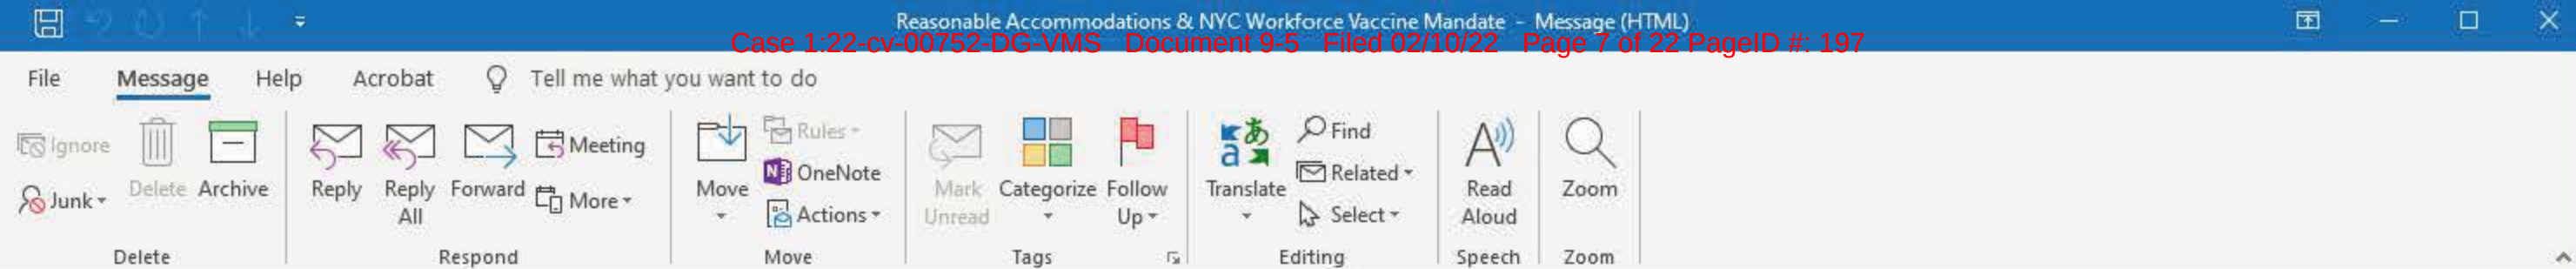 Reasonable Accommodations & NYC Workforce Vaccine Mandate - Message (HTML)
Case 1:22-cv-00752-DG-VMS Document 9-5 Filed 02/10/22 Page 7 of 22 PageID #: 197
File Message Help Acrobat Tell me what you want to do
Ignore
Junk
Delete
Archive
Delete
Reply
Reply All
Forward
Meeting
More
Respond
Move
Rules
OneNote
Actions
Move
Mark Unread
Categorize
Follow Up
Tags
Translate
Find
Related
Select
Editing
Read Aloud
Speech
Zoom
Zoom